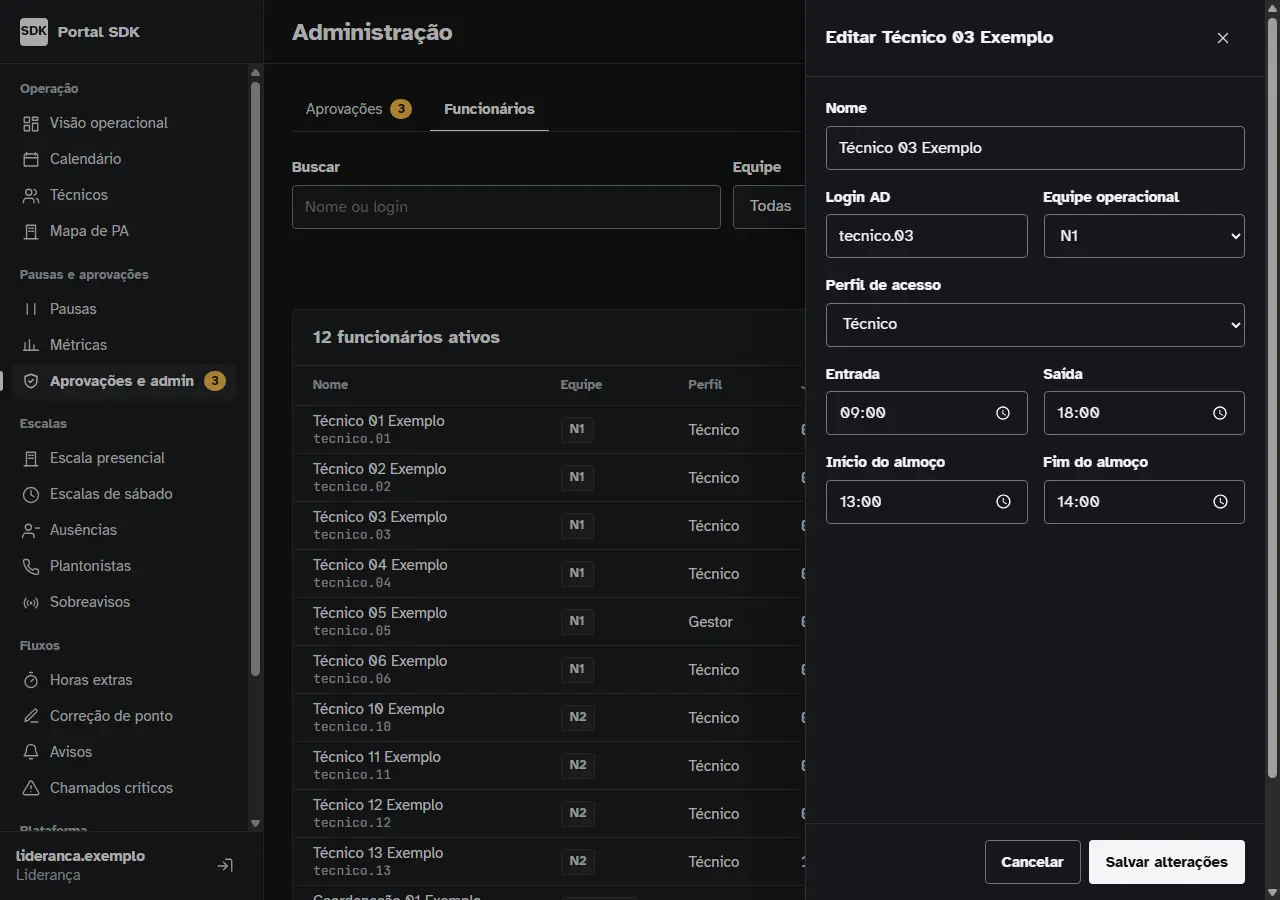 SDK Portal SDK
Operação
Visão operacional
Calendário
Técnicos
Mapa de PA
Pausas e aprovações
Pausas
Métricas
Aprovações e admin 3
Escalas
Escala presencial
Escalas de sábado
Ausências
Plantonistas
Sobreavisos
Fluxos
Horas extras
Correção de ponto
Avisos
Chamados críticos
Plataforma
lideranca.exemplo
Liderança
Administração
Aprovações 3 Funcionários
Buscar Equipe
Nome ou login Todas
12 funcionários ativos
Nome Equipe Perfil
Técnico 01 Exemplo
tecnico.01 N1 Técnico
Técnico 02 Exemplo
tecnico.02 N1 Técnico
Técnico 03 Exemplo
tecnico.03 N1 Técnico
Técnico 04 Exemplo
tecnico.04 N1 Técnico
Técnico 05 Exemplo
tecnico.05 N1 Gestor
Técnico 06 Exemplo
tecnico.06 N1 Técnico
Técnico 10 Exemplo
tecnico.10 N2 Técnico
Técnico 11 Exemplo
tecnico.11 N2 Técnico
Técnico 12 Exemplo
tecnico.12 N2 Técnico
Técnico 13 Exemplo
tecnico.13 N2 Técnico
Coordenação 01 Exemplo
Editar Técnico 03 Exemplo
Nome
Técnico 03 Exemplo
Login AD Equipe operacional
tecnico.03 N1
Perfil de acesso
Técnico
Entrada Saída
09:00 18:00
Início do almoço Fim do almoço
13:00 14:00
Cancelar Salvar alterações